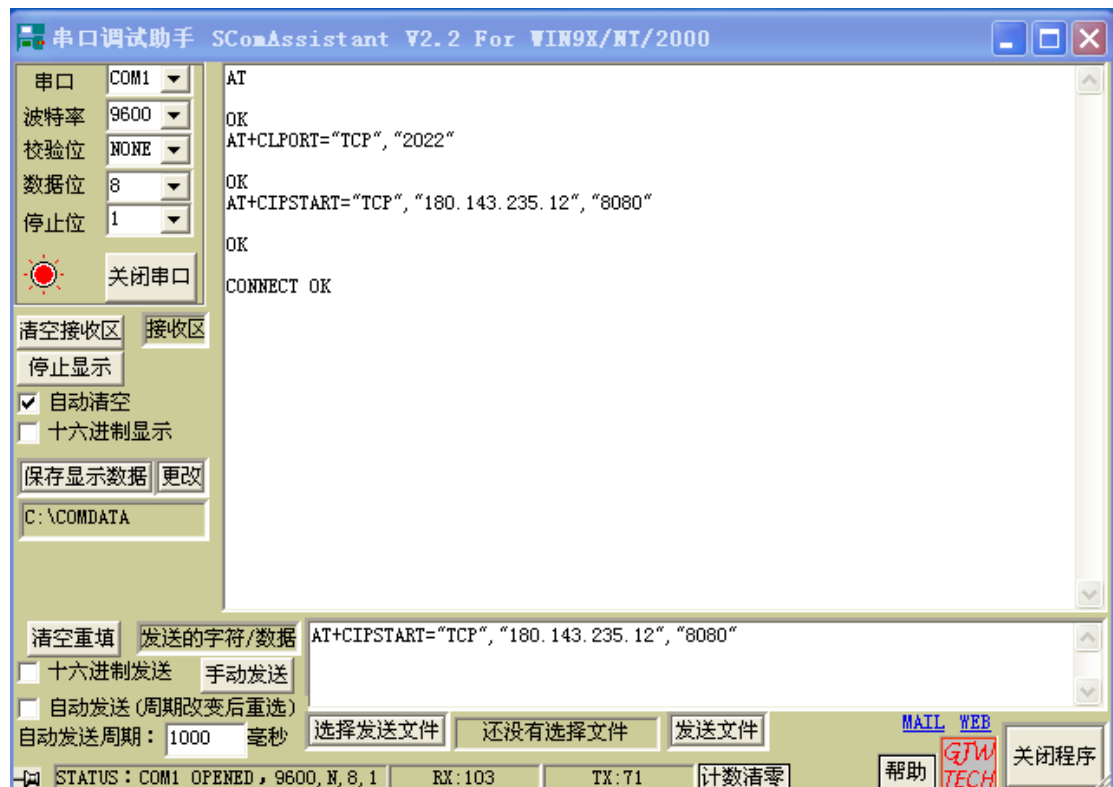 串口调试助手 SComAssistant V2.2 For WIN9X/NT/2000
串口 COM1
波特率 9600
校验位 NONE
数据位 8
停止位 1
关闭串口
清空接收区 接收区
停止显示
自动清空
十六进制显示
保存显示数据 更改
C:\COMDATA
AT
OK
AT+CLPORT="TCP","2022"
OK
AT+CIPSTART="TCP","180.143.235.12","8080"
OK
CONNECT OK
清空重填 发送的字符/数据 AT+CIPSTART="TCP","180.143.235.12","8080"
十六进制发送 手动发送
自动发送(周期改变后重选)
自动发送周期: 1000 毫秒 选择发送文件 还没有选择文件 发送文件 MAIL WEB
STATUS:COM1 OPENED,9600,N,8,1 RX:103 TX:71 计数清零 帮助 GJW TECH 关闭程序